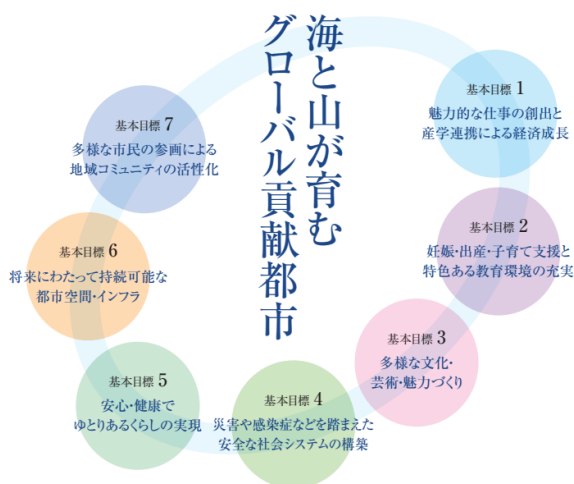 海と山が育む
グローバル貢献都市
基本目標 1
魅力的な仕事の創出と
産学連携による経済成長
基本目標 2
妊娠・出産・子育て支援と
特色ある教育環境の充実
基本目標 3
多様な文化・
芸術・魅力づくり
基本目標 4
災害や感染症などを踏まえた
安全な社会システムの構築
基本目標 5
安心・健康で
ゆとりあるくらしの実現
基本目標 6
将来にわたって持続可能な
都市空間・インフラ
基本目標 7
多様な市民の参画による
地域コミュニティの活性化